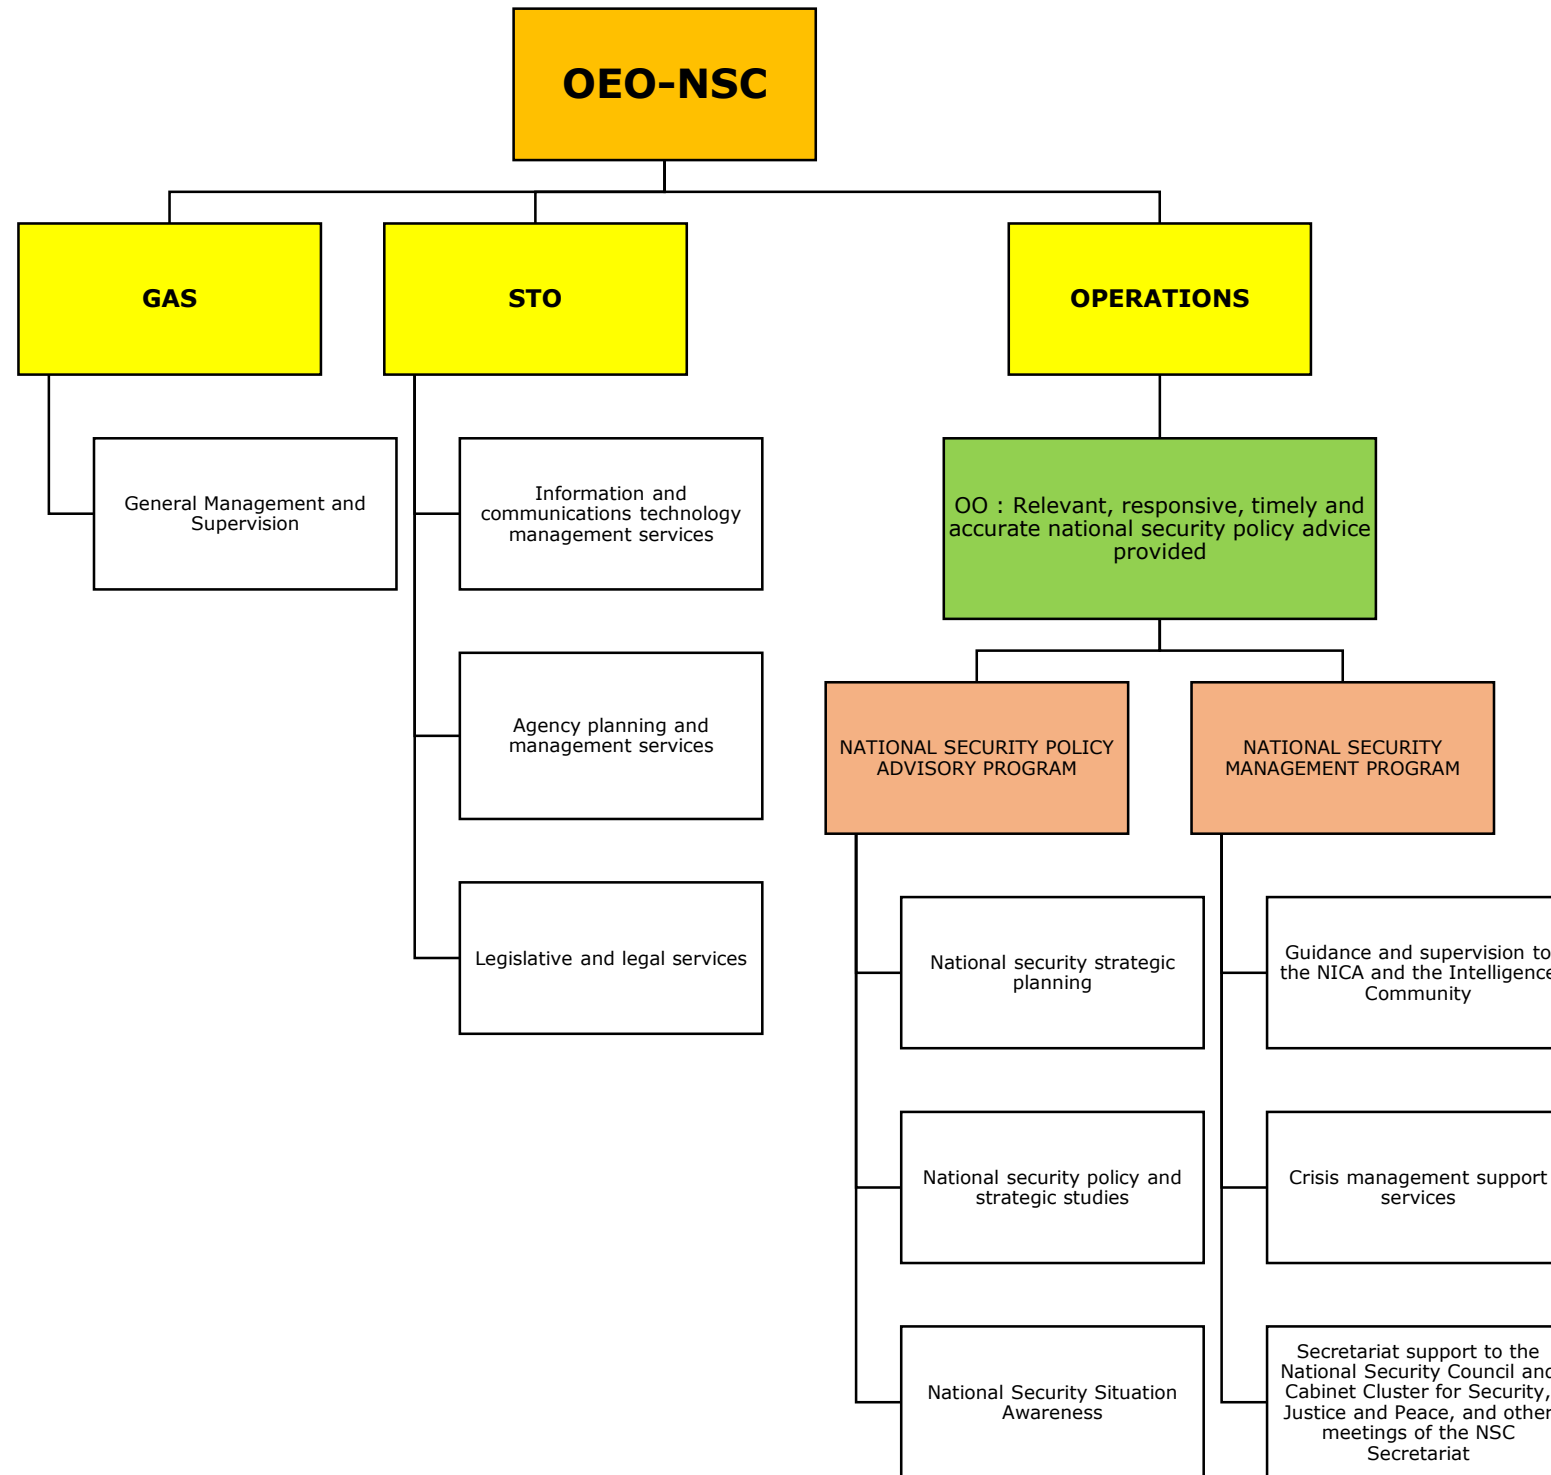 OEO-NSC
GAS
STO
OPERATIONS
General Management and
Supervision
Information and
communications technology
management services
OO : Relevant, responsive, timely and
accurate national security policy advice
provided
Agency planning and
management services
NATIONAL SECURITY POLICY
ADVISORY PROGRAM
NATIONAL SECURITY
MANAGEMENT PROGRAM
Legislative and legal services
National security strategic
planning
Guidance and supervision to
the NICA and the Intelligence
Community
National security policy and
strategic studies
Crisis management support
services
National Security Situation
Awareness
Secretariat support to the
National Security Council and
Cabinet Cluster for Security,
Justice and Peace, and other
meetings of the NSC
Secretariat